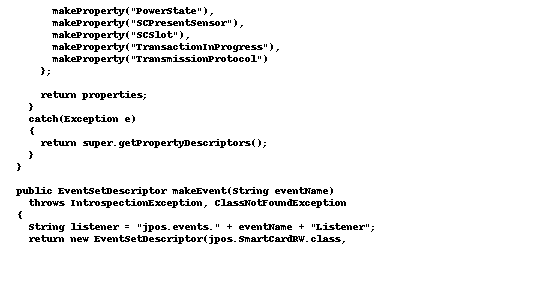 makeProperty("PowerState"),
      makeProperty("SCPresentSensor"),
      makeProperty("SCSlot"),
      makeProperty("TransactionInProgress"),
      makeProperty("TransmissionProtocol")
    };

    return properties;
  }
  catch(Exception e)
  {
    return super.getPropertyDescriptors();
  }
}

public EventSetDescriptor makeEvent(String eventName)
  throws IntrospectionException, ClassNotFoundException
{
  String listener = "jpos.events." + eventName + "Listener";
  return new EventSetDescriptor(jpos.SmartCardRW.class,